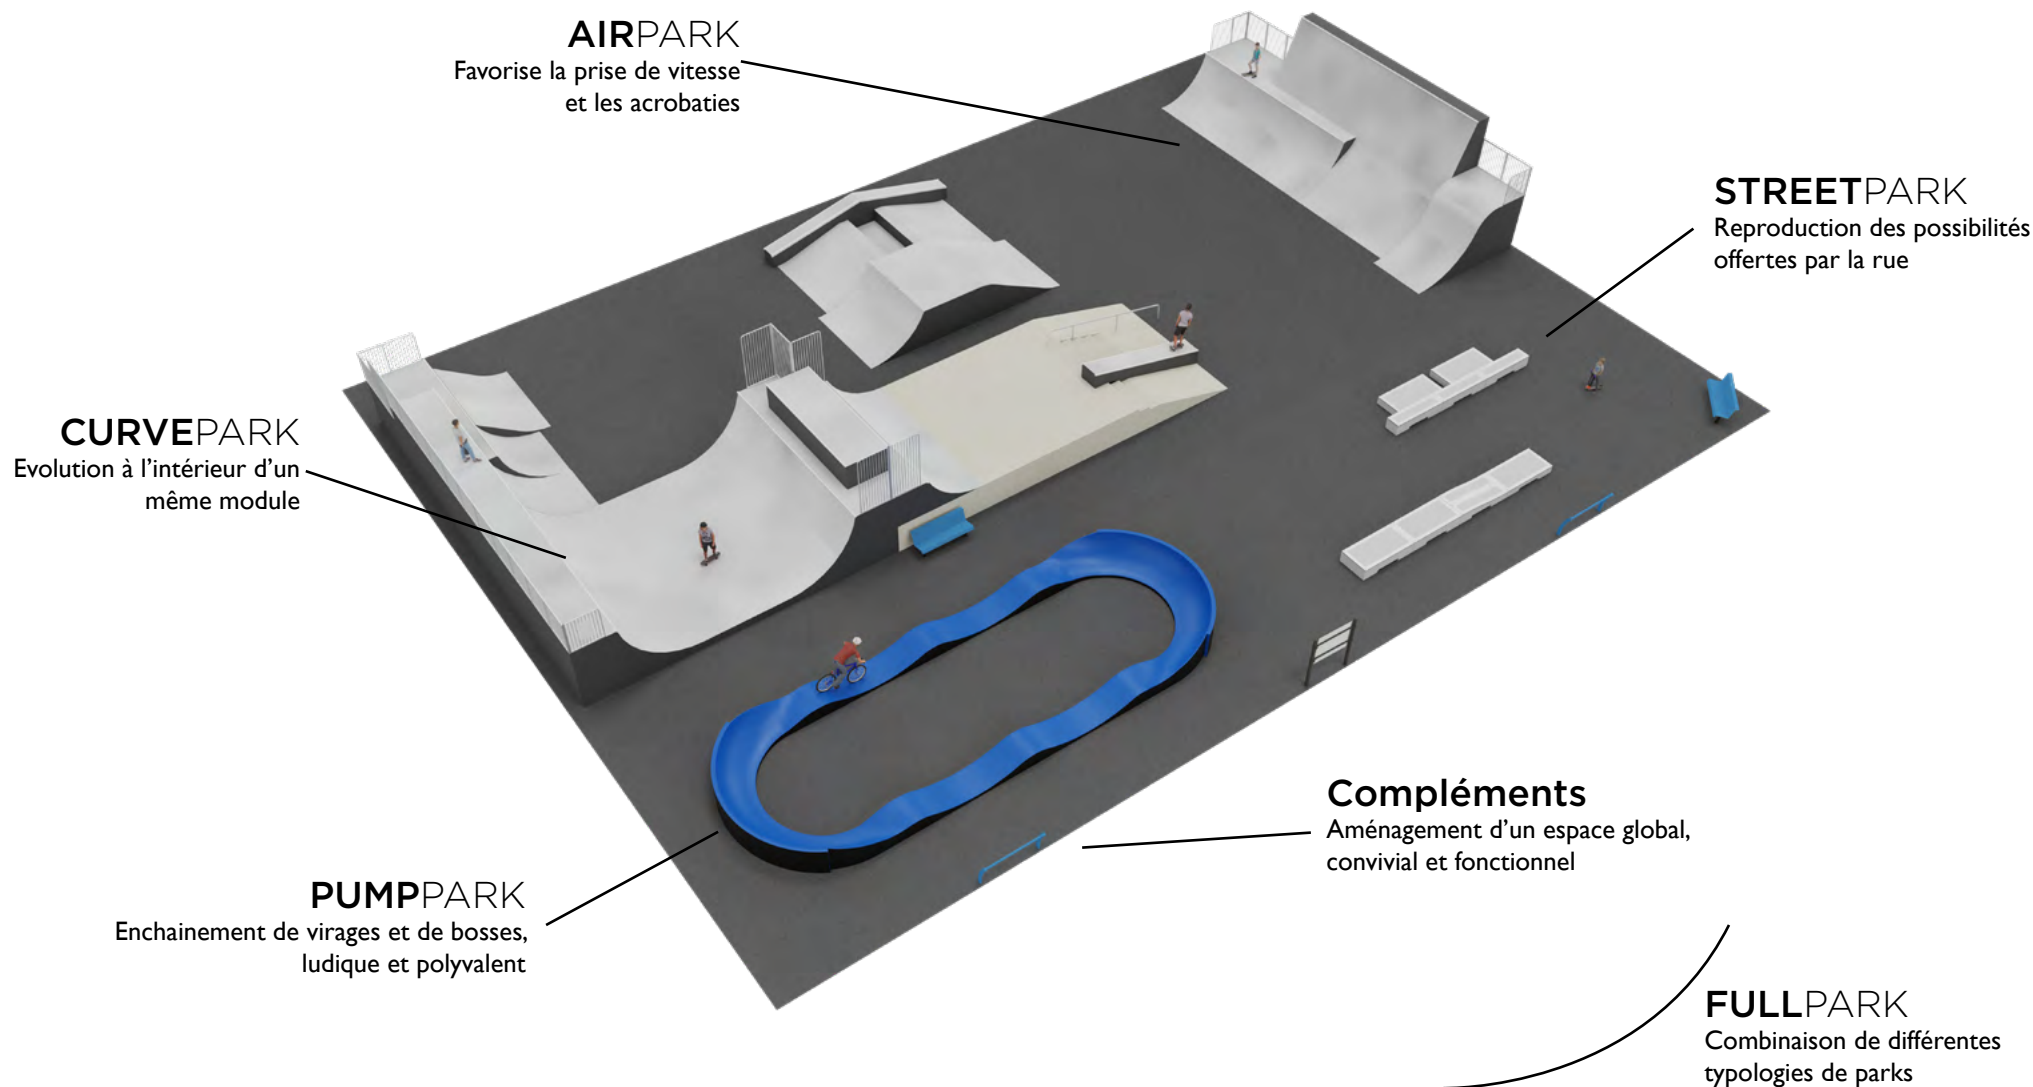 AIRPARK
Favorise la prise de vitesse
et les acrobaties
STREETPARK
Reproduction des possibilités
offertes par la rue
CURVEPARK
Evolution à l’intérieur d’un
même module
Compléments
Aménagement d’un espace global,
convivial et fonctionnel
PUMPPARK
Enchainement de virages et de bosses,
ludique et polyvalent
FULLPARK
Combinaison de différentes
typologies de parks